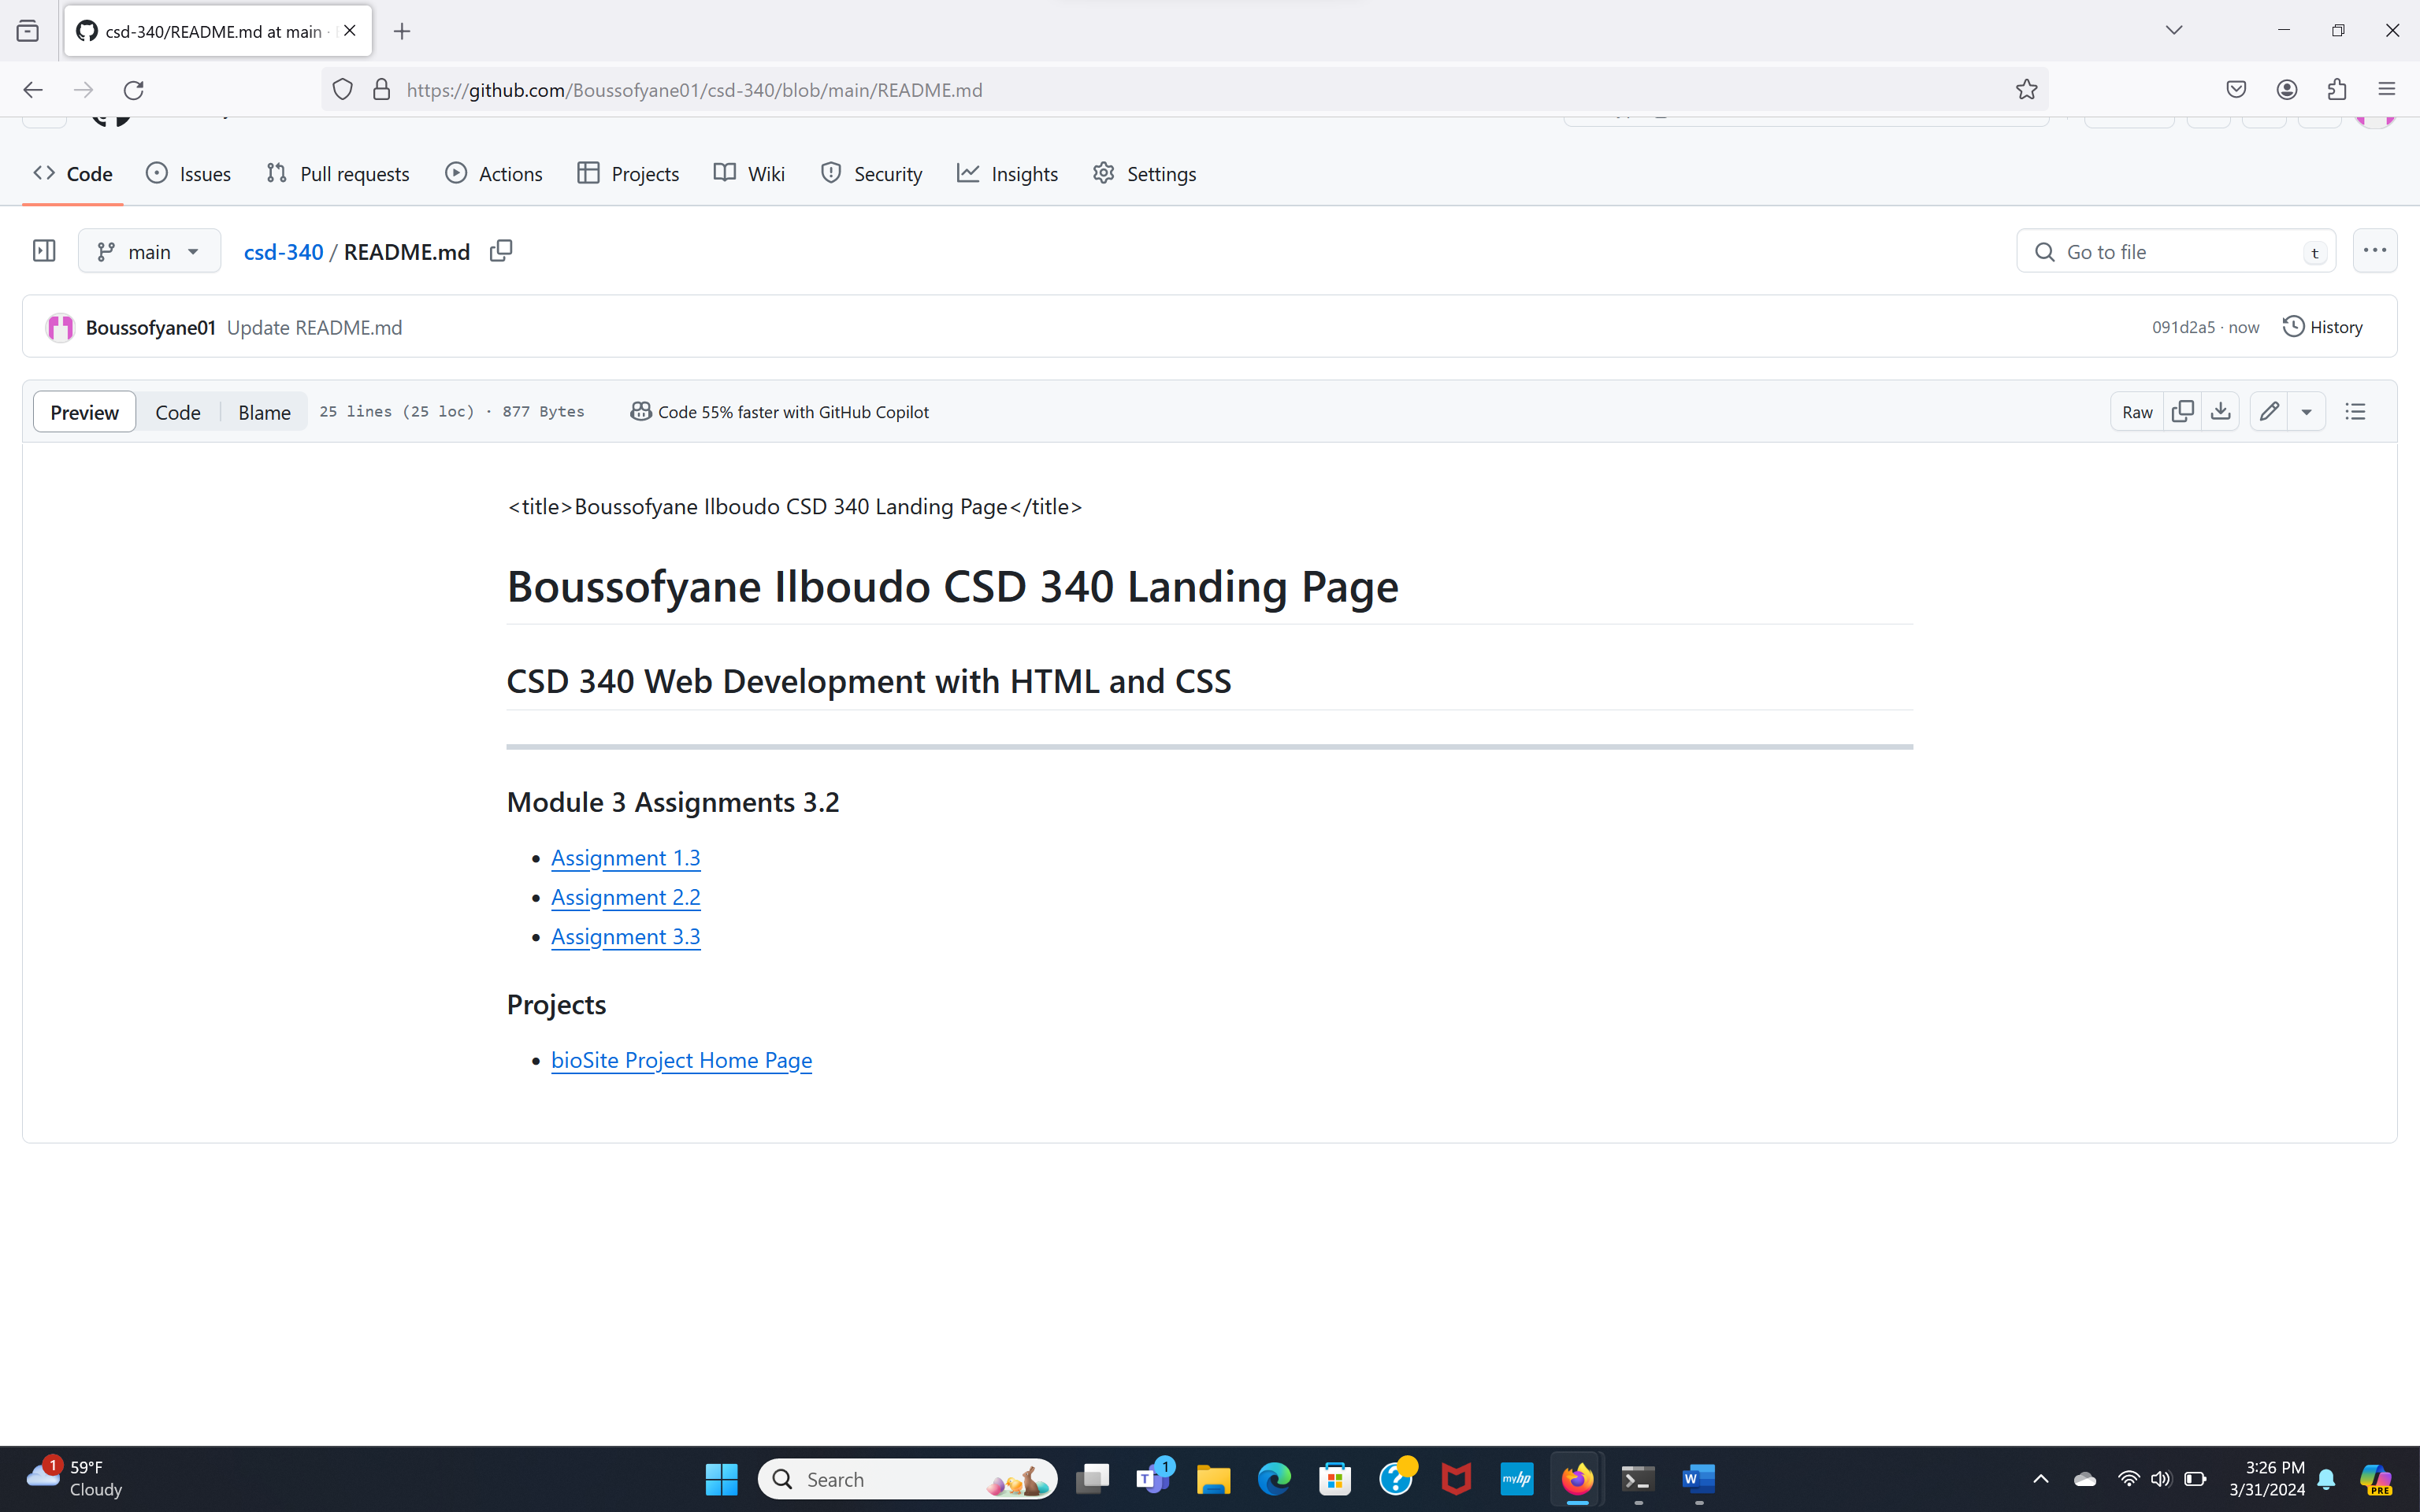 csd-340/README.md at main ·
https://github.com/Boussofyane01/csd-340/blob/main/README.md
Code Issues Pull requests Actions Projects Wiki Security Insights Settings
main csd-340 / README.md Go to file t
Boussofyane01 Update README.md 091d2a5 · now History
Preview Code Blame 25 lines (25 loc) · 877 Bytes Code 55% faster with GitHub Copilot Raw
<title>Boussofyane Ilboudo CSD 340 Landing Page</title>
Boussofyane Ilboudo CSD 340 Landing Page
CSD 340 Web Development with HTML and CSS
Module 3 Assignments 3.2
Assignment 1.3
Assignment 2.2
Assignment 3.3
Projects
bioSite Project Home Page
1 59°F
Cloudy
Search
T 1
myhp
W
PRE
3:26 PM
3/31/2024